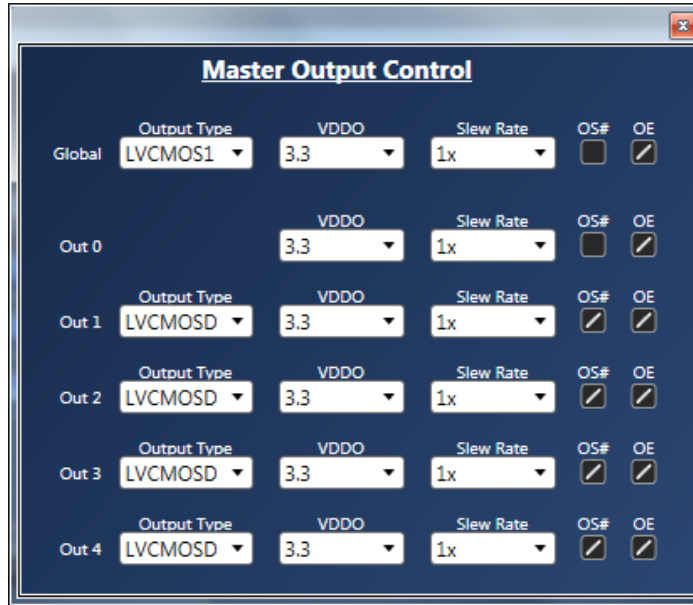 Master Output Control
Output Type VDDO Slew Rate OS# OE
Global LVCMOS1 3.3 1x
VDDO Slew Rate OS# OE
Out 0 3.3 1x
Output Type VDDO Slew Rate OS# OE
Out 1 LVCMOSD 3.3 1x
Output Type VDDO Slew Rate OS# OE
Out 2 LVCMOSD 3.3 1x
Output Type VDDO Slew Rate OS# OE
Out 3 LVCMOSD 3.3 1x
Output Type VDDO Slew Rate OS# OE
Out 4 LVCMOSD 3.3 1x